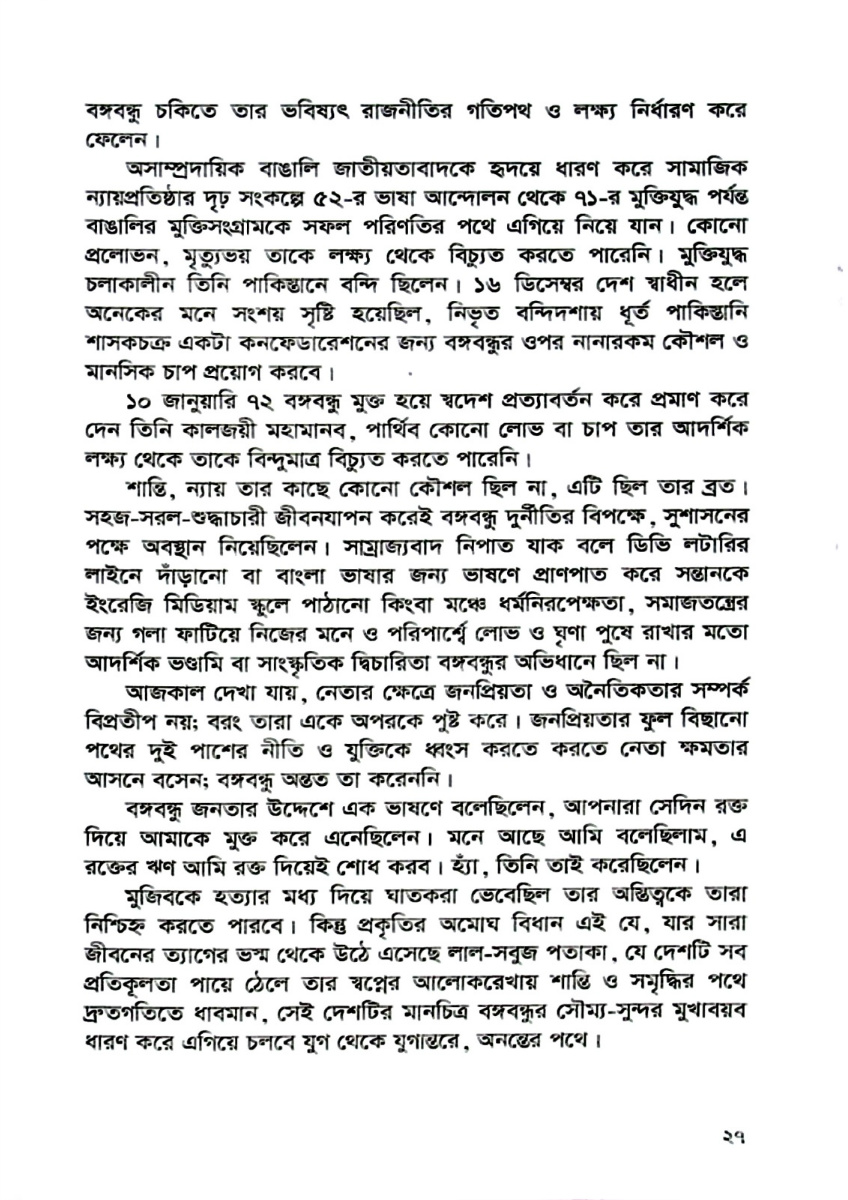 বঙ্গবন্ধু চকিতে তার ভবিষ্যৎ রাজনীতির গতিপথ ও লক্ষ্য নির্ধারণ করে
ফেলেন।
অসাম্প্রদায়িক বাঙালি জাতীয়তাবাদকে হৃদয়ে ধারণ করে সামাজিক
ন্যায়প্রতিষ্ঠার দৃঢ় সংকল্পে ৫২-র ভাষা আন্দোলন থেকে ৭১-র মুক্তিযুদ্ধ পর্যন্ত
বাঙালির মুক্তিসংগ্রামকে সফল পরিণতির পথে এগিয়ে নিয়ে যান। কোনো
প্রলোভন, মৃত্যুভয় তাকে লক্ষ্য থেকে বিচ্যুত করতে পারেনি। মুক্তিযুদ্ধ
চলাকালীন তিনি পাকিস্তানে বন্দি ছিলেন। ১৬ ডিসেম্বর দেশ স্বাধীন হলে
অনেকের মনে সংশয় সৃষ্টি হয়েছিল, নিভৃত বন্দিদশায় ধূর্ত পাকিস্তানি
শাসকচক্র একটা কনফেডারেশনের জন্য বঙ্গবন্ধুর ওপর নানারকম কৌশল ও
মানসিক চাপ প্রয়োগ করবে।
১০ জানুয়ারি ৭২ বঙ্গবন্ধু মুক্ত হয়ে স্বদেশ প্রত্যাবর্তন করে প্রমাণ করে
দেন তিনি কালজয়ী মহামানব, পার্থিব কোনো লোভ বা চাপ তার আদর্শিক
লক্ষ্য থেকে তাকে বিন্দুমাত্র বিচ্যুত করতে পারেনি।
শান্তি, ন্যায় তার কাছে কোনো কৌশল ছিল না, এটি ছিল তার ব্রত।
সহজ-সরল-শুদ্ধাচারী জীবনযাপন করেই বঙ্গবন্ধু দুর্নীতির বিপক্ষে, সুশাসনের
পক্ষে অবস্থান নিয়েছিলেন। সাম্রাজ্যবাদ নিপাত যাক বলে ডিভি লটারির
লাইনে দাঁড়ানো বা বাংলা ভাষার জন্য ভাষণে প্রাণপাত করে সন্তানকে
ইংরেজি মিডিয়াম স্কুলে পাঠানো কিংবা মঞ্চে ধর্মনিরপেক্ষতা, সমাজতন্ত্রের
জন্য গলা ফাটিয়ে নিজের মনে ও পরিপার্শ্বে লোভ ও ঘৃণা পুষে রাখার মতো
আদর্শিক ভণ্ডামি বা সাংস্কৃতিক দ্বিচারিতা বঙ্গবন্ধুর অভিধানে ছিল না।
আজকাল দেখা যায়, নেতার ক্ষেত্রে জনপ্রিয়তা ও অনৈতিকতার সম্পর্ক
বিপ্রতীপ নয়; বরং তারা একে অপরকে পুষ্ট করে। জনপ্রিয়তার ফুল বিছানো
পথের দুই পাশের নীতি ও যুক্তিকে ধ্বংস করতে করতে নেতা ক্ষমতার
আসনে বসেন; বঙ্গবন্ধু অন্তত তা করেননি।
বঙ্গবন্ধু জনতার উদ্দেশে এক ভাষণে বলেছিলেন, আপনারা সেদিন রক্ত
দিয়ে আমাকে মুক্ত করে এনেছিলেন। মনে আছে আমি বলেছিলাম, এ
রক্তের ঋণ আমি রক্ত দিয়েই শোধ করব। হ্যাঁ, তিনি তাই করেছিলেন।
মুজিবকে হত্যার মধ্য দিয়ে ঘাতকরা ভেবেছিল তার অস্তিত্বকে তারা
নিশ্চিহ্ন করতে পারবে। কিন্তু প্রকৃতির অমোঘ বিধান এই যে, যার সারা
জীবনের ত্যাগের ভস্ম থেকে উঠে এসেছে লাল-সবুজ পতাকা, যে দেশটি সব
প্রতিকূলতা পায়ে ঠেলে তার স্বপ্নের আলোকরেখায় শান্তি ও সমৃদ্ধির পথে
দ্রুতগতিতে ধাবমান, সেই দেশটির মানচিত্র বঙ্গবন্ধুর সৌম্য-সুন্দর মুখাবয়ব
ধারণ করে এগিয়ে চলবে যুগ থেকে যুগান্তরে, অনন্তের পথে।
২৭